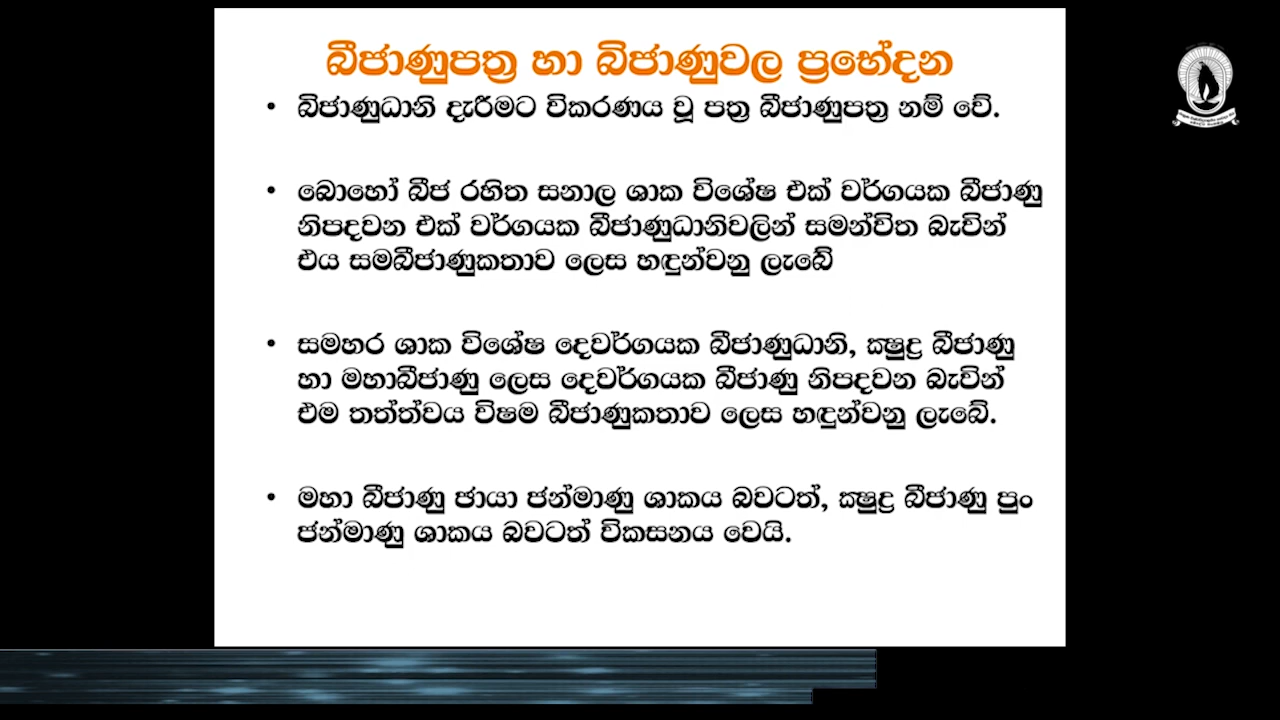 බීජාණුපත්‍ර හා බිජාණුවල ප්‍රභේදන
• බිජාණුධානි දැරීමට විකරණය වූ පත්‍ර බීජාණුපත්‍ර නම් වේ.
• බොහෝ බීජ රහිත සනාල ශාක විශේෂ එක් වර්ගයක බීජාණු
නිපදවන එක් වර්ගයක බීජාණුධානිවලින් සමන්විත බැවින්
එය සමබීජාණුකතාව ලෙස හඳුන්වනු ලැබේ
• සමහර ශාක විශේෂ දෙවර්ගයක බීජාණුධානි, ක්‍ෂුද්‍ර බීජාණු
හා මහාබීජාණු ලෙස දෙවර්ගයක බීජාණු නිපදවන බැවින්
එම තත්ත්වය විෂම බීජාණුකතාව ලෙස හඳුන්වනු ලැබේ.
• මහා බීජාණු ජායා ජන්මාණු ශාකය බවටත්, ක්‍ෂුද්‍ර බීජාණු පුං
ජන්මාණු ශාකය බවටත් විකසනය වෙයි.